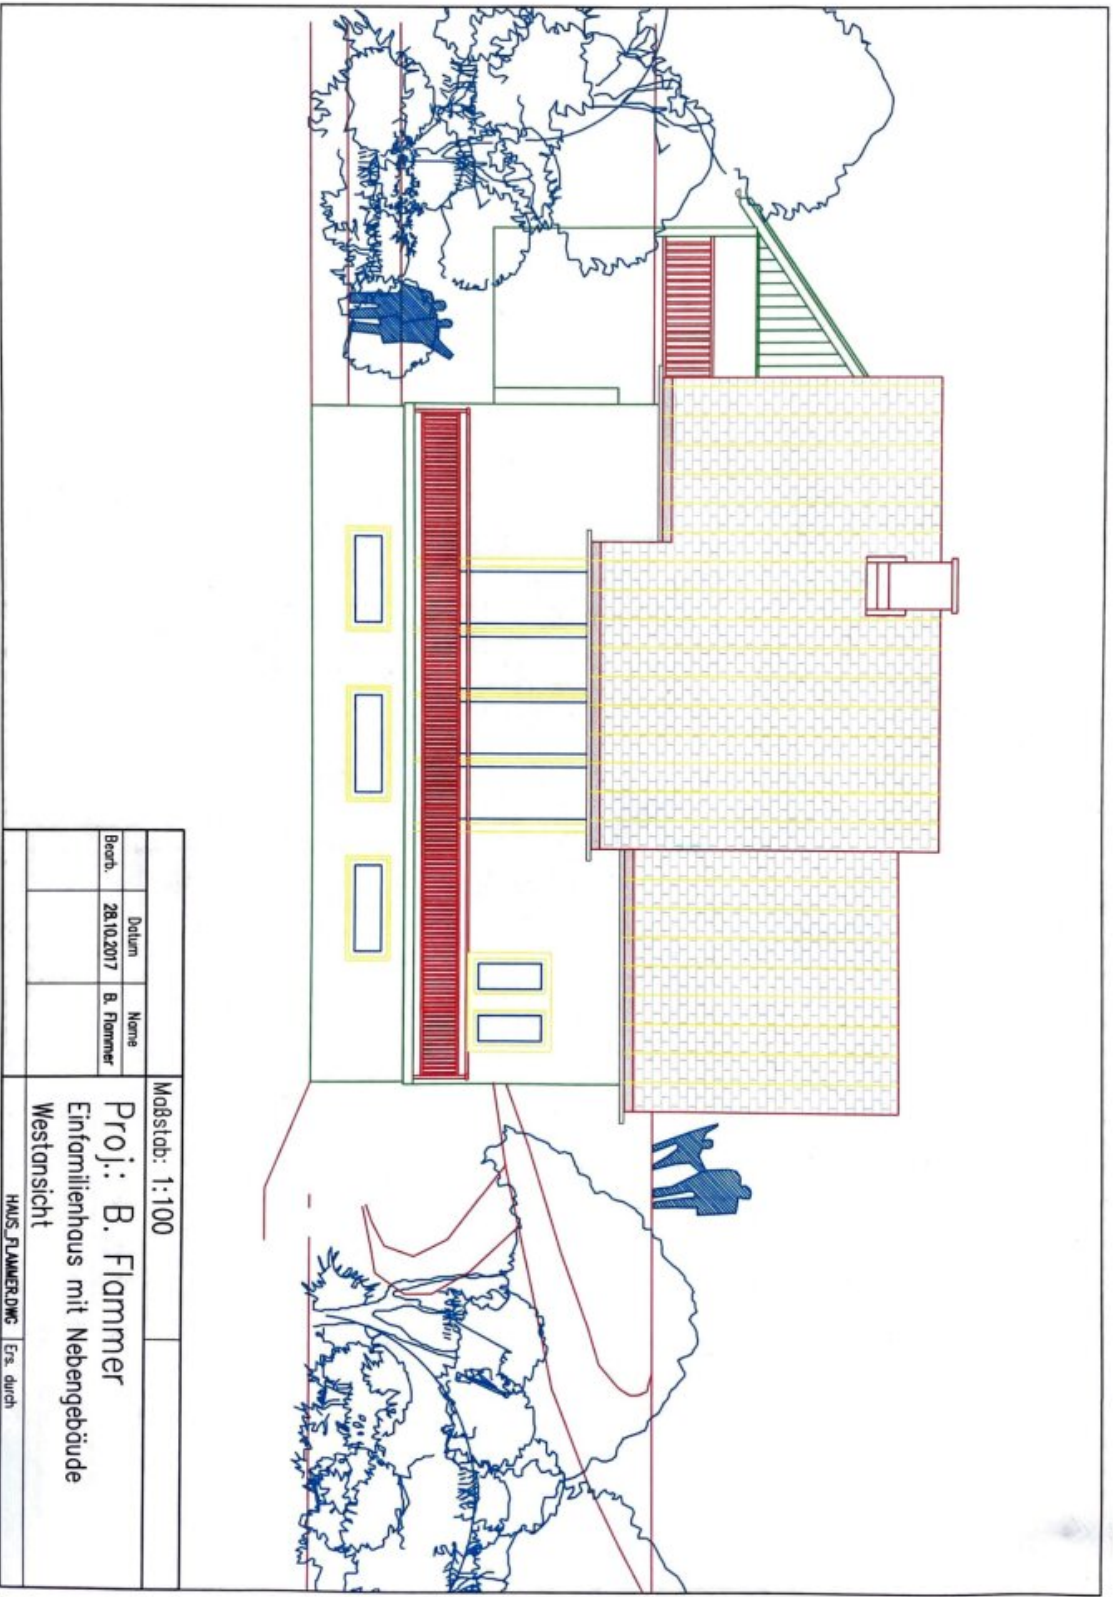 Maßstab: 1:100
Datum Name
Bearb. 28.10.2017 B. Flammer
Proj.: B. Flammer
Einfamilienhaus mit Nebengebäude
Westansicht
HAUS_FLAMMER.DWG Ers. durch